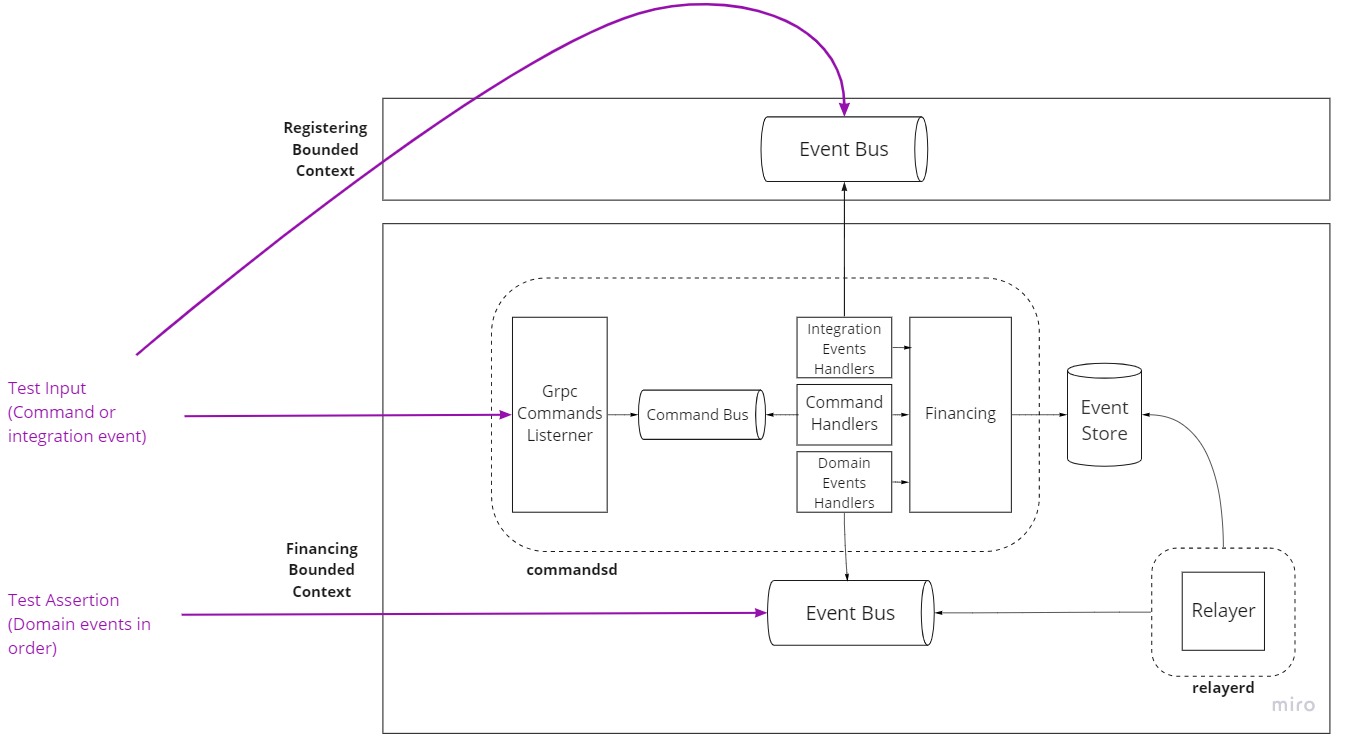 Registering
Bounded
Context
Event Bus
Test Input
(Command or
integration event)
Grpc
Commands
Listerner
Command Bus
Integration
Events
Handlers
Command
Handlers
Domain
Events
Handlers
Financing
Event
Store
commandsd
Financing
Bounded
Context
Test Assertion
(Domain events in
order)
Event Bus
Relayer
relayerd
miro